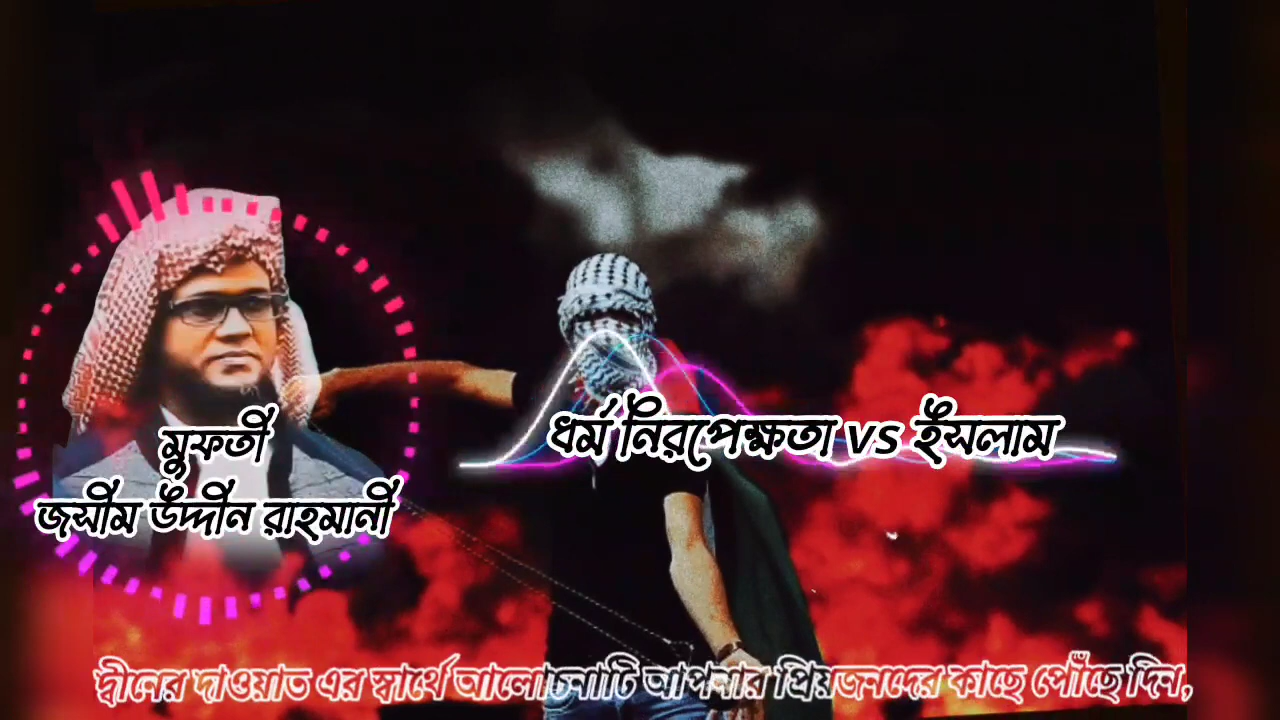 মুফতী
জসীম উদ্দীন রাহমানী
ধর্ম নিরপেক্ষতা vs ইসলাম
দ্বীনের দাওয়াত এর স্বার্থে আলোচনাটি আপনার প্রিয়জনদের কাছে পৌঁছে দিন,